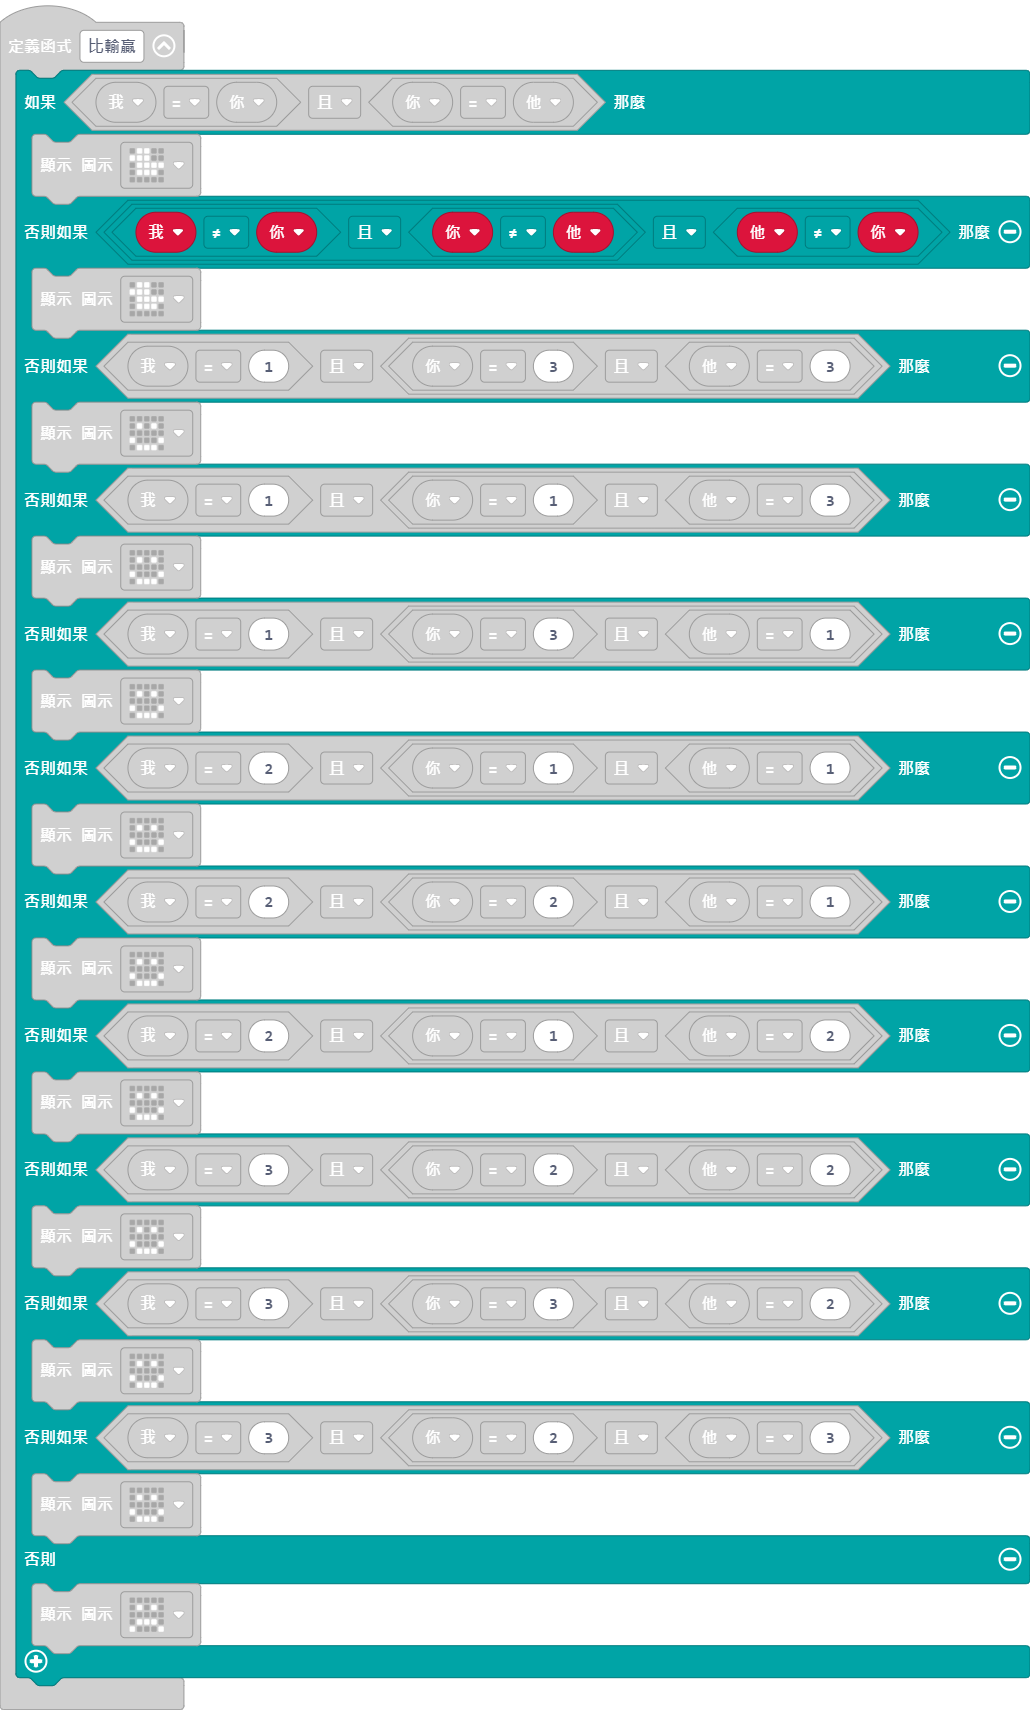 定義函式 比輸贏
如果 我 = 你 且 你 = 他 那麼
顯示 圖示
否則如果 我 ≠ 你 且 你 ≠ 他 且 他 ≠ 你 那麼
顯示 圖示
否則如果 我 = 1 且 你 = 3 且 他 = 3 那麼
顯示 圖示
否則如果 我 = 1 且 你 = 1 且 他 = 3 那麼
顯示 圖示
否則如果 我 = 1 且 你 = 3 且 他 = 1 那麼
顯示 圖示
否則如果 我 = 2 且 你 = 1 且 他 = 1 那麼
顯示 圖示
否則如果 我 = 2 且 你 = 2 且 他 = 1 那麼
顯示 圖示
否則如果 我 = 2 且 你 = 1 且 他 = 2 那麼
顯示 圖示
否則如果 我 = 3 且 你 = 2 且 他 = 2 那麼
顯示 圖示
否則如果 我 = 3 且 你 = 3 且 他 = 2 那麼
顯示 圖示
否則如果 我 = 3 且 你 = 2 且 他 = 3 那麼
顯示 圖示
否則
顯示 圖示